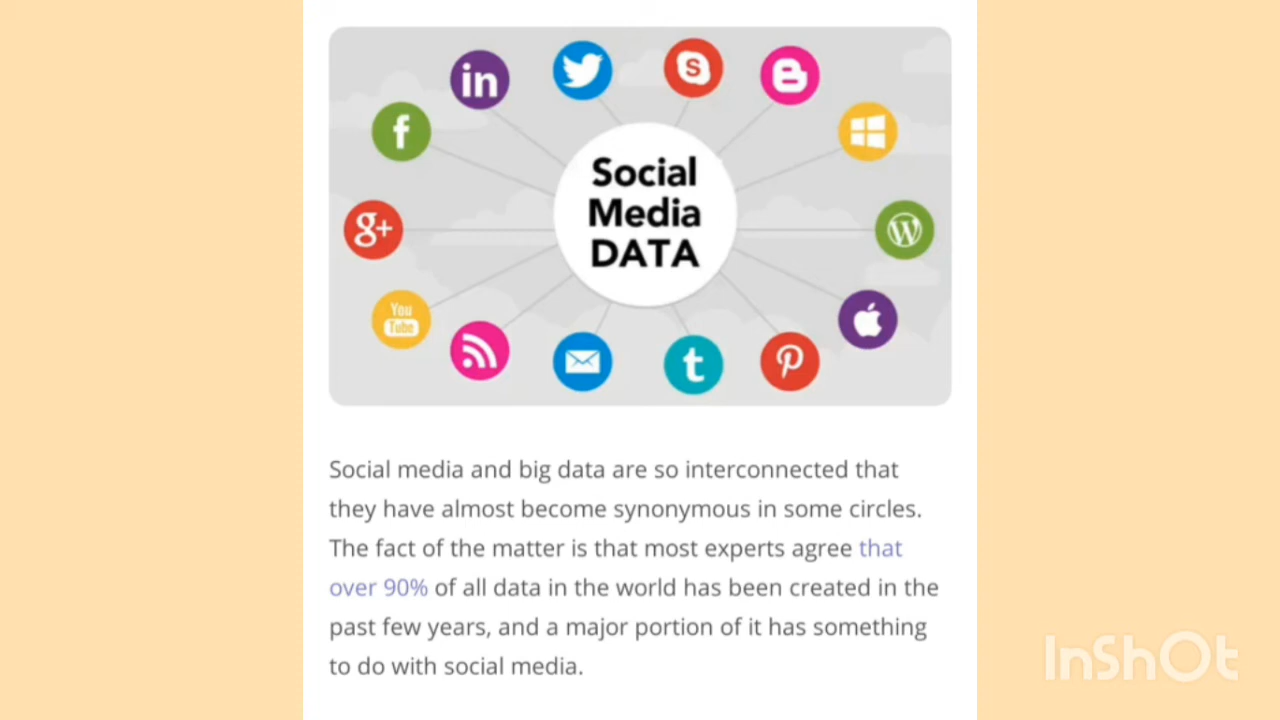 in
S
B
f
Social
Media
DATA
g+
W
You
Tube
t
p
Social media and big data are so interconnected that
they have almost become synonymous in some circles.
The fact of the matter is that most experts agree that
over 90% of all data in the world has been created in the
past few years, and a major portion of it has something
to do with social media.
InShOt